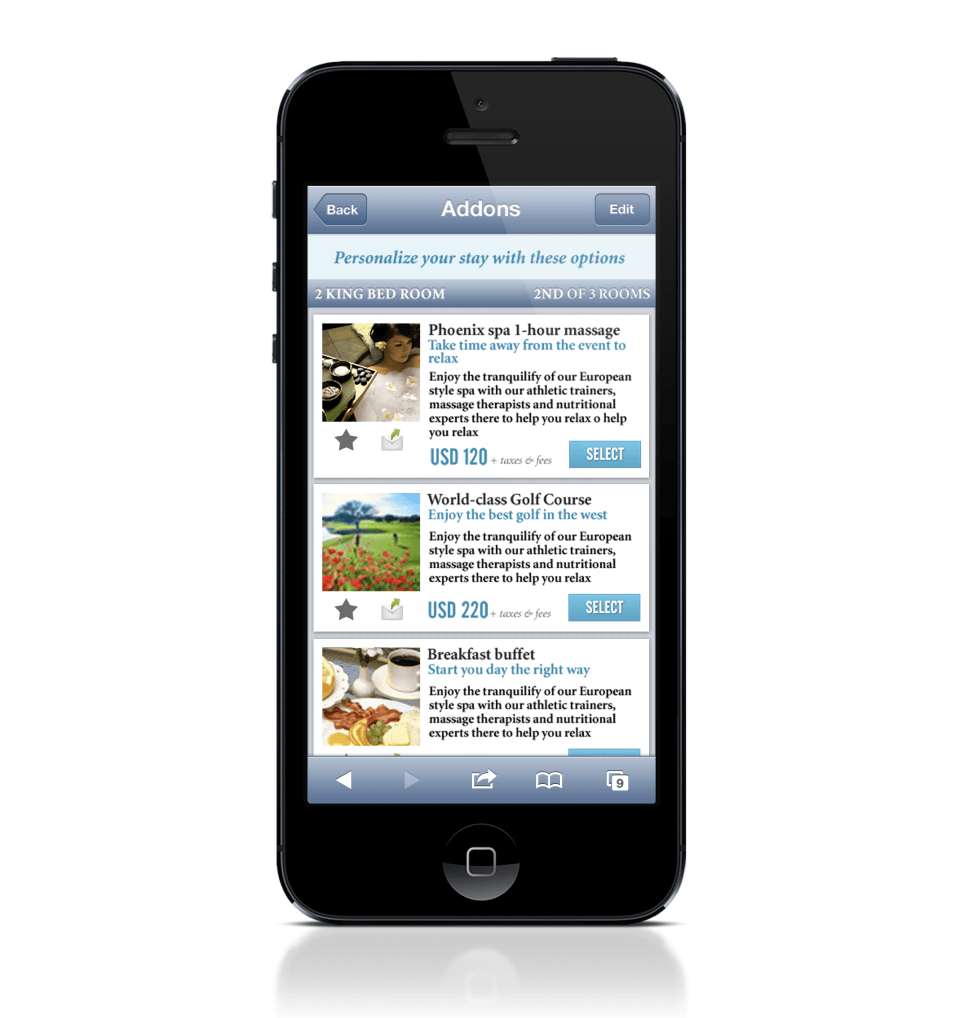 Back Addons Edit
Personalize your stay with these options
2 KING BED ROOM 2ND OF 3 ROOMS
Phoenix spa 1-hour massage
Take time away from the event to
relax
Enjoy the tranquilify of our European
style spa with our athletic trainers,
massage therapists and nutritional
experts there to help you relax o help
you relax
USD 120 + taxes & fees SELECT
World-class Golf Course
Enjoy the best golf in the west
Enjoy the tranquilify of our European
style spa with our athletic trainers,
massage therapists and nutritional
experts there to help you relax
USD 220 + taxes & fees SELECT
Breakfast buffet
Start you day the right way
Enjoy the tranquilify of our European
style spa with our athletic trainers,
massage therapists and nutritional
experts there to help you relax
9